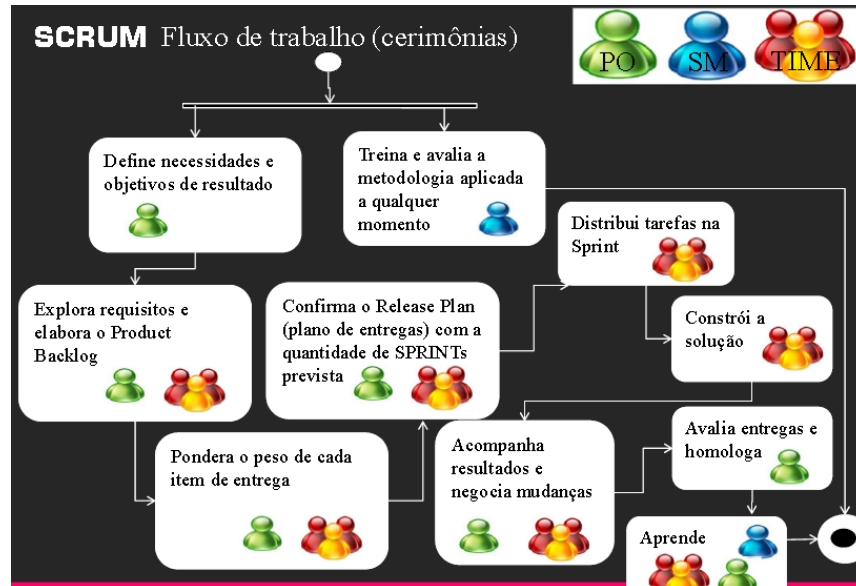 SCRUM Fluxo de trabalho (cerimônias)
PO SM TIME
Define necessidades e
objetivos de resultado
Treina e avalia a
metodologia aplicada
a qualquer
momento
Distribui tarefas na
Sprint
Explora requisitos e
elabora o Product
Backlog
Confirma o Release Plan
(plano de entregas) com a
quantidade de SPRINTs
prevista
Constrói a
solução
Pondera o peso de cada
item de entrega
Acompanha
resultados e
negocia mudanças
Avalia entregas e
homologa
Aprende